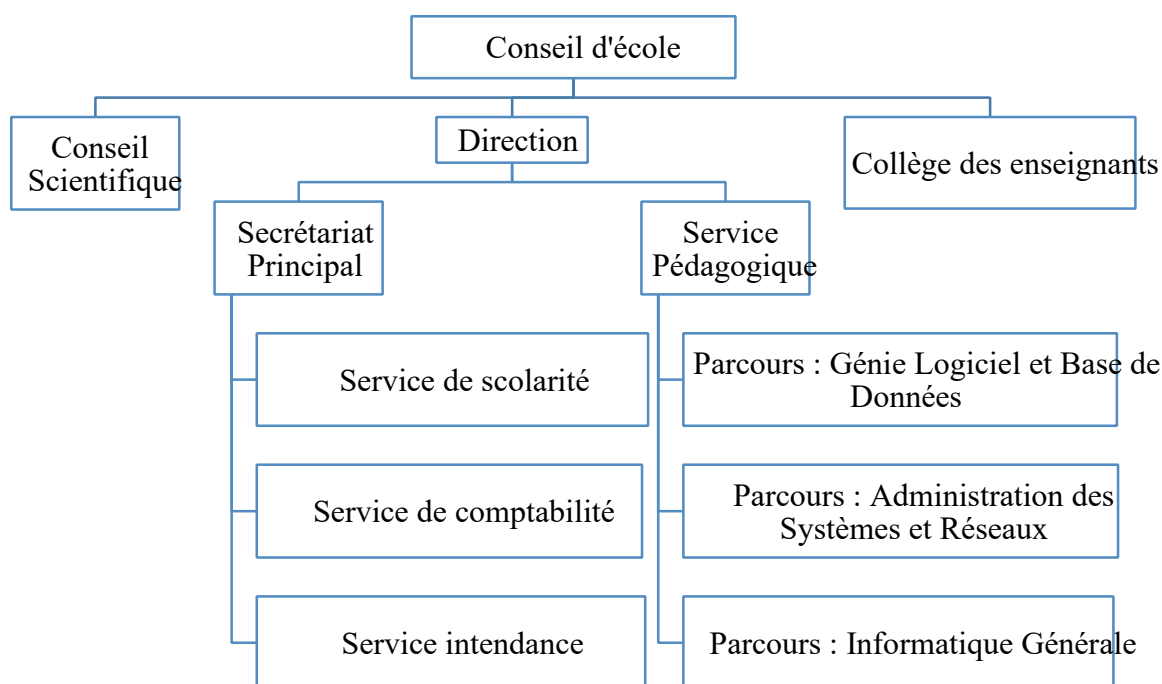 Conseil d'école
Conseil
Scientifique
Direction
Collège des enseignants
Secrétariat
Principal
Service
Pédagogique
Service de scolarité
Parcours : Génie Logiciel et Base de
Données
Service de comptabilité
Parcours : Administration des
Systèmes et Réseaux
Service intendance
Parcours : Informatique Générale